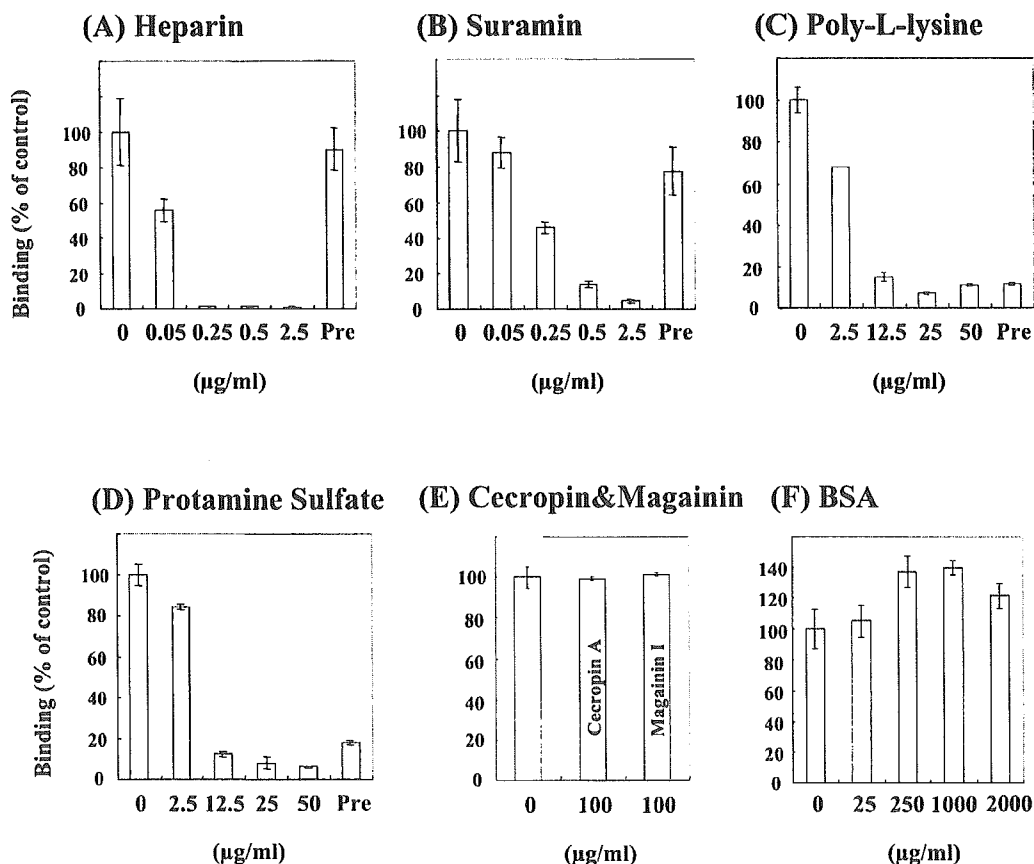 (A) Heparin
(B) Suramin
(C) Poly-L-lysine
Binding (% of control)
100
80
60
40
20
0
0 0.05 0.25 0.5 2.5 Pre
(µg/ml)
100
80
60
40
20
0
0 0.05 0.25 0.5 2.5 Pre
(µg/ml)
100
80
60
40
20
0
0 2.5 12.5 25 50 Pre
(µg/ml)
(D) Protamine Sulfate
(E) Cecropin&Magainin
(F) BSA
Binding (% of control)
100
80
60
40
20
0
0 2.5 12.5 25 50 Pre
(µg/ml)
100
80
60
40
20
0
Cecropin A
Magainin I
0 100 100
(µg/ml)
140
120
100
80
60
40
20
0
0 25 250 1000 2000
(µg/ml)